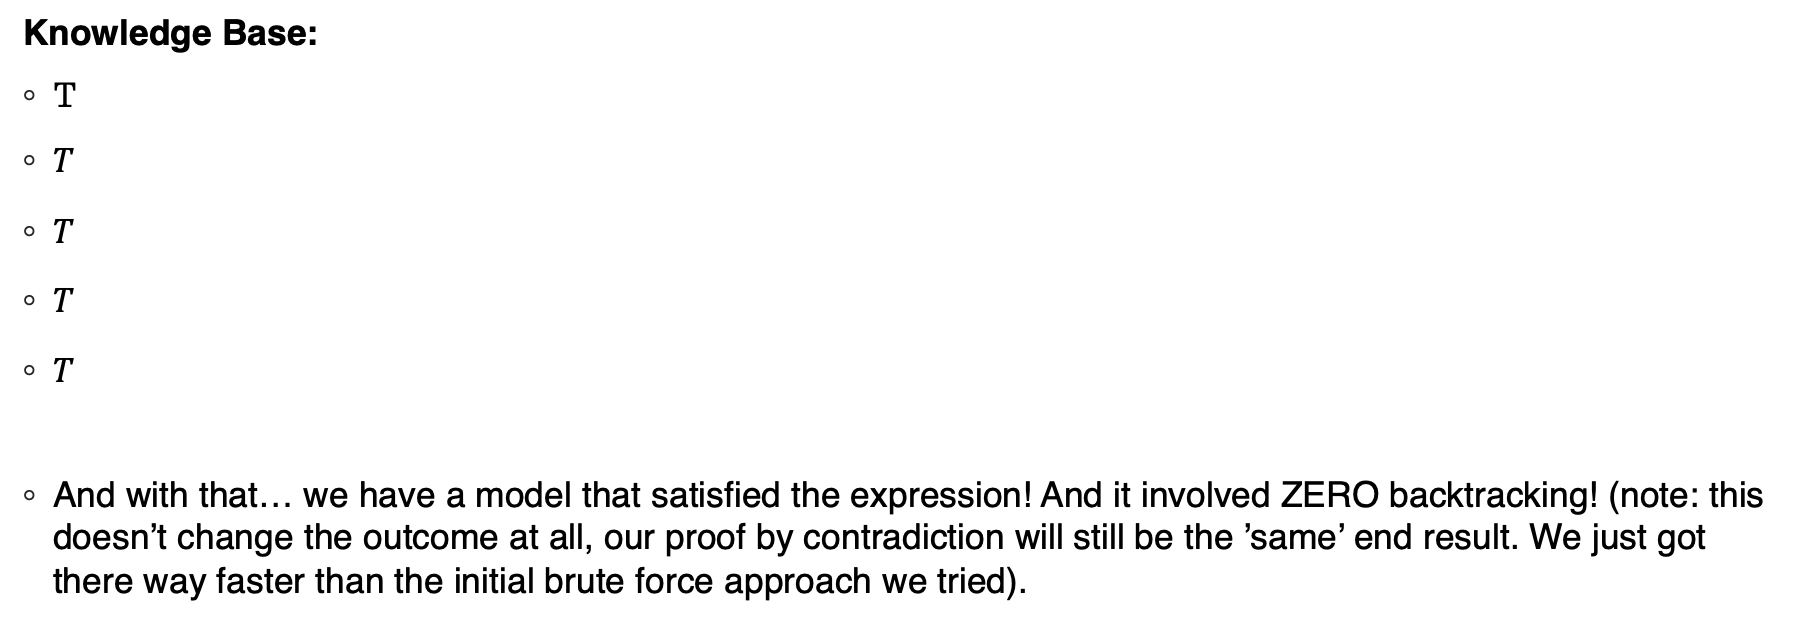 Knowledge Base:
◦ T
◦ T
◦ T
◦ T
◦ T
◦ And with that… we have a model that satisfied the expression! And it involved ZERO backtracking! (note: this
doesn’t change the outcome at all, our proof by contradiction will still be the ’same’ end result. We just got
there way faster than the initial brute force approach we tried).